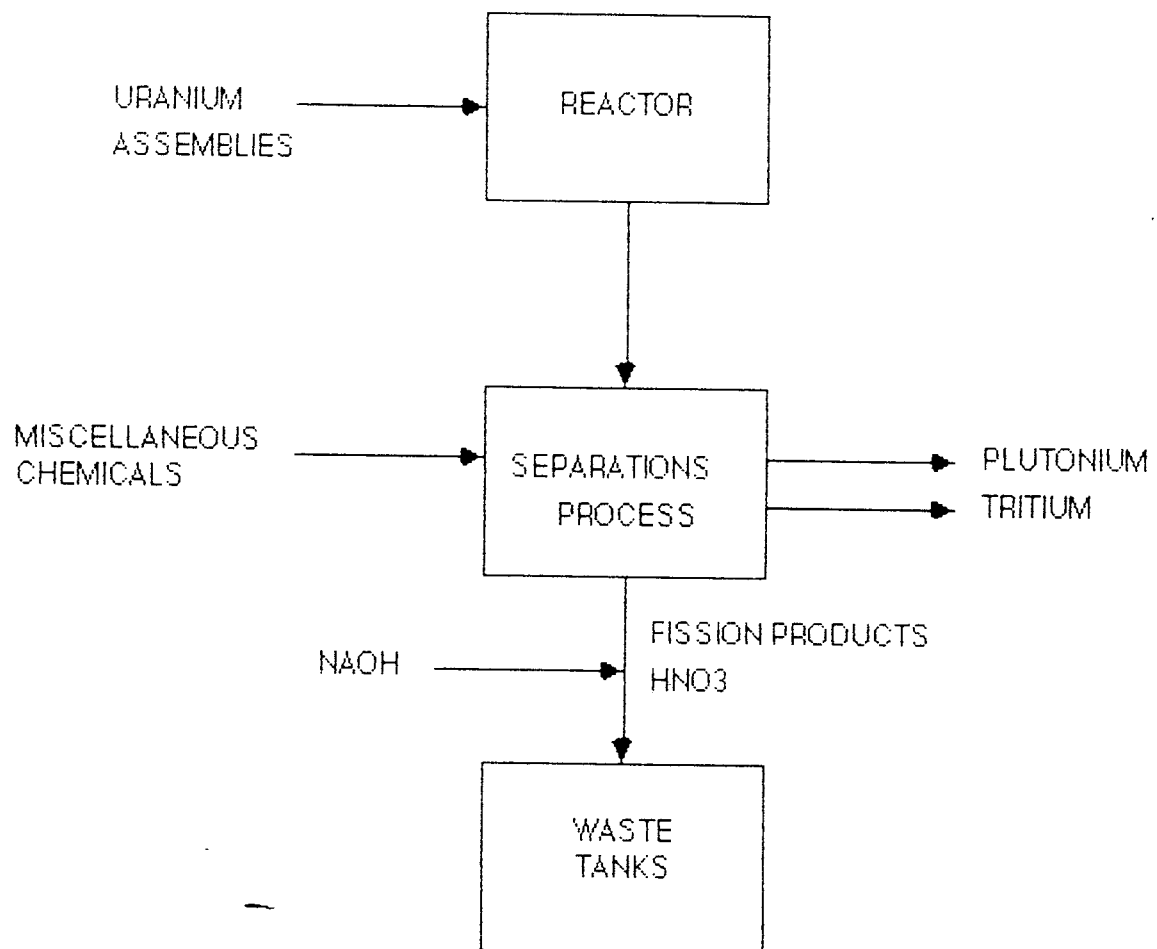 URANIUM
ASSEMBLIES
REACTOR
MISCELLANEOUS
CHEMICALS
SEPARATIONS
PROCESS
PLUTONIUM
TRITIUM
NAOH
FISSION PRODUCTS
HNO3
WASTE
TANKS